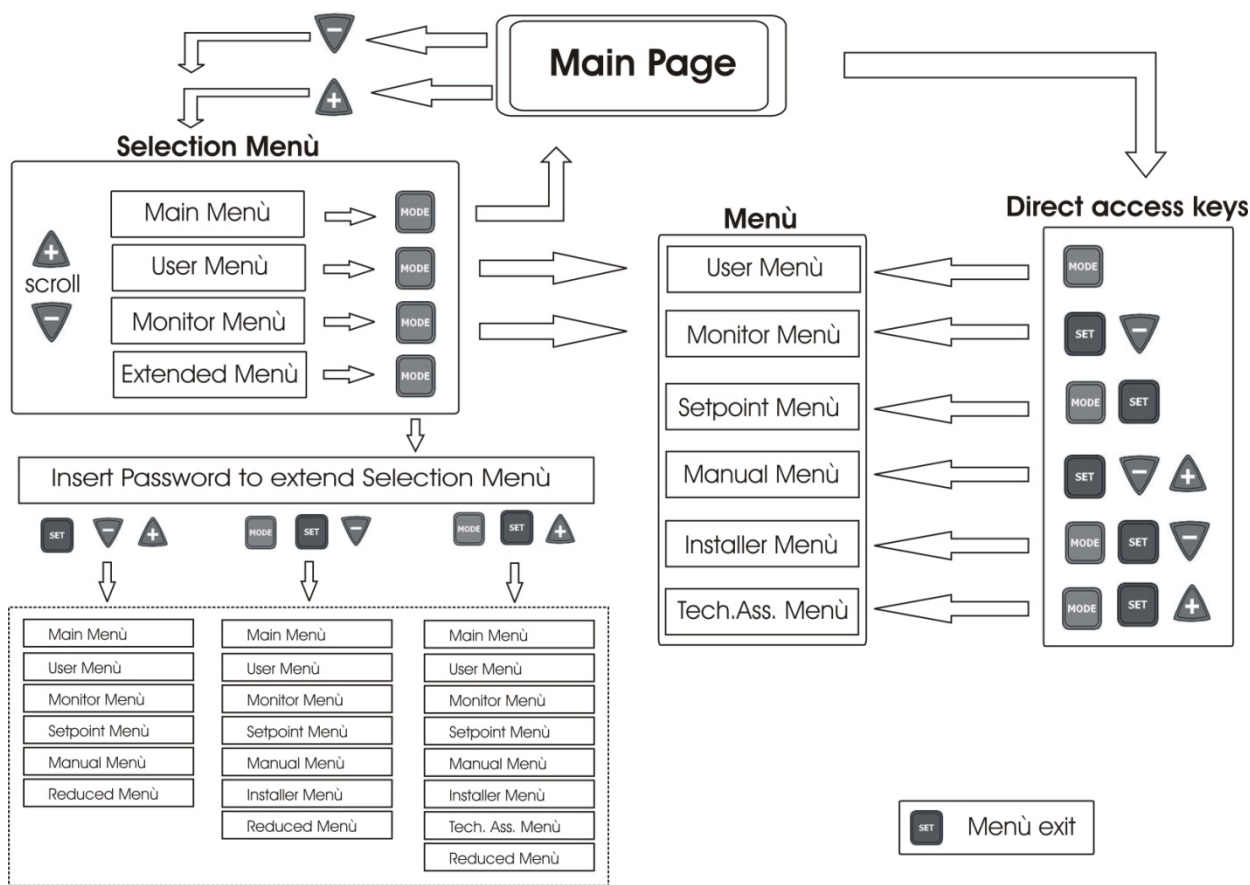 Main Page
Selection Menù
+
scroll
−
Main Menù
MODE
User Menù
MODE
Monitor Menù
MODE
Extended Menù
MODE
Insert Password to extend Selection Menù
SET − +
MODE SET −
MODE SET +
Main Menù
User Menù
Monitor Menù
Setpoint Menù
Manual Menù
Reduced Menù
Main Menù
User Menù
Monitor Menù
Setpoint Menù
Manual Menù
Installer Menù
Reduced Menù
Main Menù
User Menù
Monitor Menù
Setpoint Menù
Manual Menù
Installer Menù
Tech. Ass. Menù
Reduced Menù
Menù
User Menù
Monitor Menù
Setpoint Menù
Manual Menù
Installer Menù
Tech.Ass. Menù
Direct access keys
MODE
SET −
MODE SET
SET − +
MODE SET −
MODE SET +
SET Menù exit